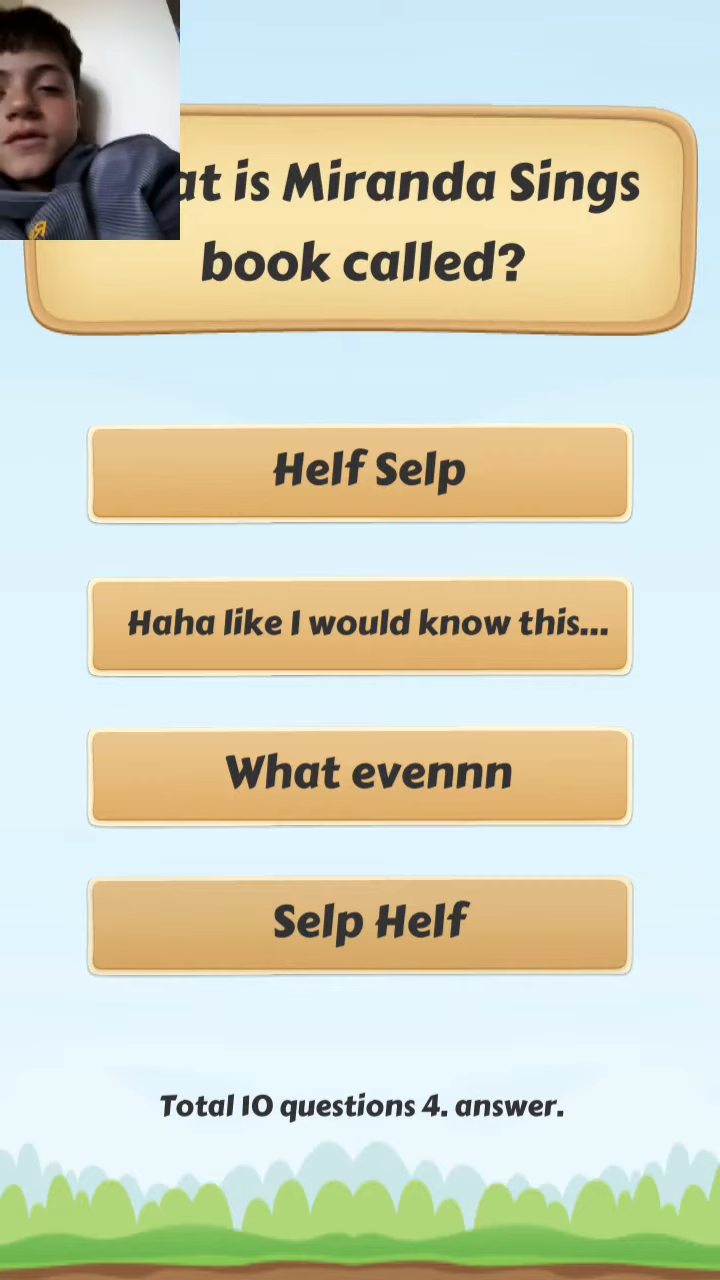 at is Miranda Sings
book called?
Helf Selp
Haha like I would know this...
What evennn
Selp Helf
Total 10 questions 4. answer.